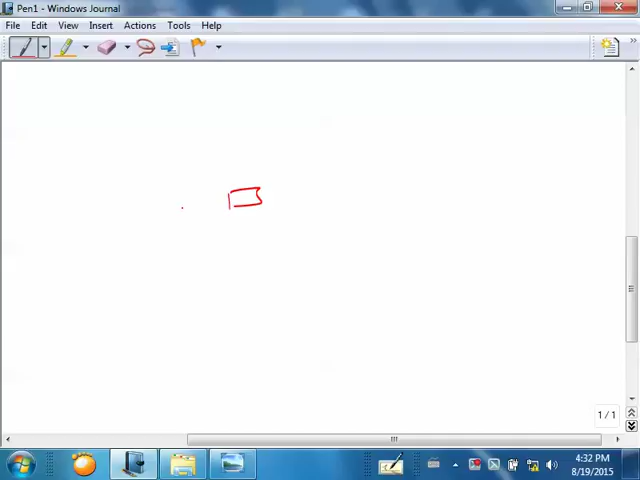 Pen1 - Windows Journal
File Edit View Insert Actions Tools Help
1 / 1
4:32 PM
8/19/2015